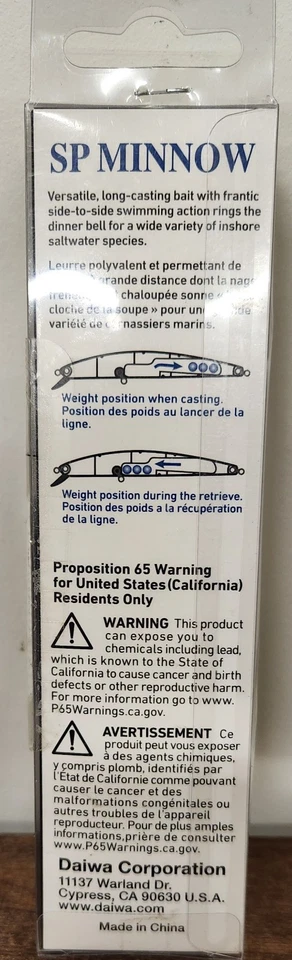 SP MINNOW
Versatile, long-casting bait with frantic
side-to-side swimming action rings the
dinner bell for a wide variety of inshore
saltwater species.
Leurre polyvalent et permettant de
grande distance dont la nage
chaloupée sonne «
cloche de la soupe » pour un
variété de carnassiers marins.
Weight position when casting.
Position des poids au lancer de la
ligne.
Weight position during the retrieve.
Position des poids a la récupération
de la ligne.
Proposition 65 Warning
for United States (California)
Residents Only
WARNING This product
can expose you to
chemicals including lead,
which is known to the State of
California to cause cancer and birth
defects or other reproductive harm.
For more information go to www.
P65Warnings.ca.gov.
AVERTISSEMENT Ce
produit peut vous exposer
à des agents chimiques,
y compris plomb, identifiés par
l'État de Californie comme pouvant
causer le cancer et des
malformations congénitales ou
autres troubles de l'appareil
reproducteur. Pour de plus amples
informations,prière de consulter
www.P65Warnings.ca.gov.
Daiwa Corporation
11137 Warland Dr.
Cypress, CA 90630 U.S.A.
www.daiwa.com
Made in China